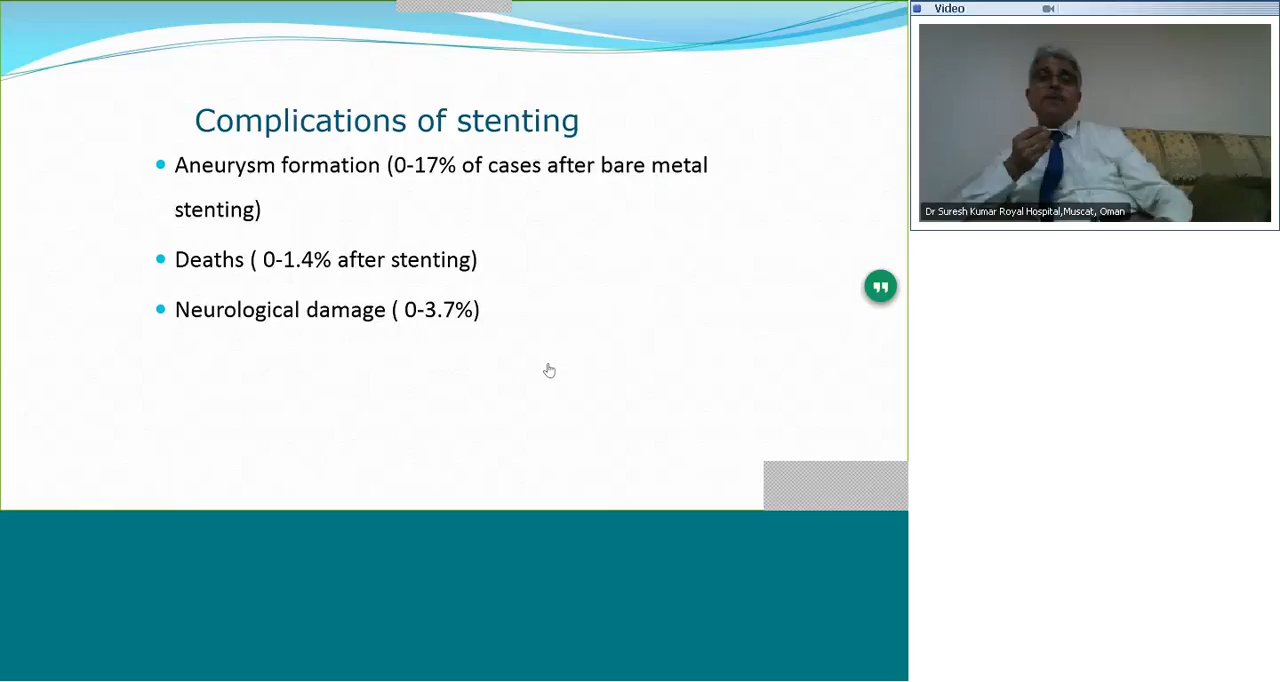 Video
Complications of stenting
Aneurysm formation (0-17% of cases after bare metal
stenting)
Deaths ( 0-1.4% after stenting)
Neurological damage ( 0-3.7%)
Dr Suresh Kumar Royal Hospital,Muscat, Oman